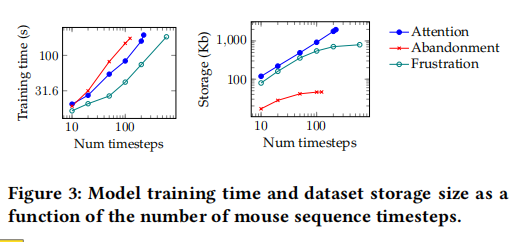 Training time (s)
100
31.6
10 100
Num timesteps
Storage (Kb)
1,000
100
10 100
Num timesteps
Attention
Abandonment
Frustration
Figure 3: Model training time and dataset storage size as a
function of the number of mouse sequence timesteps.